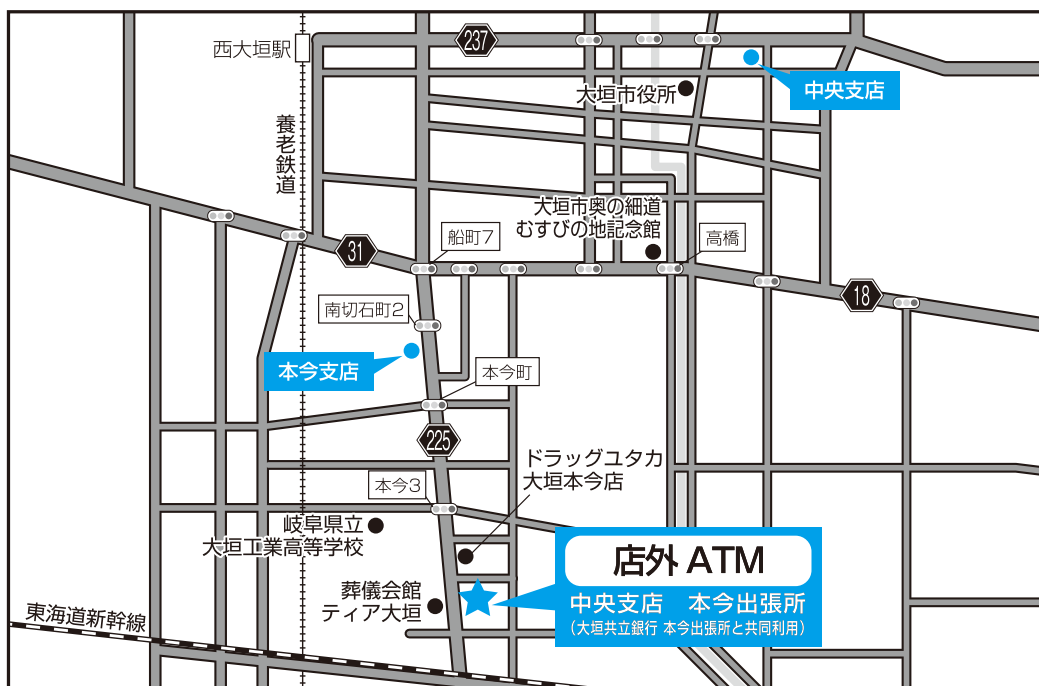 西大垣駅
237
大垣市役所
中央支店
養老鉄道
大垣市奥の細道
むすびの地記念館
船町7
高橋
31
18
南切石町2
本今支店
本今町
225
ドラッグユタカ
大垣本今店
本今3
岐阜県立
大垣工業高等学校
店外 ATM
中央支店 本今出張所
(大垣共立銀行 本今出張所と共同利用)
葬儀会館
ティア大垣
東海道新幹線